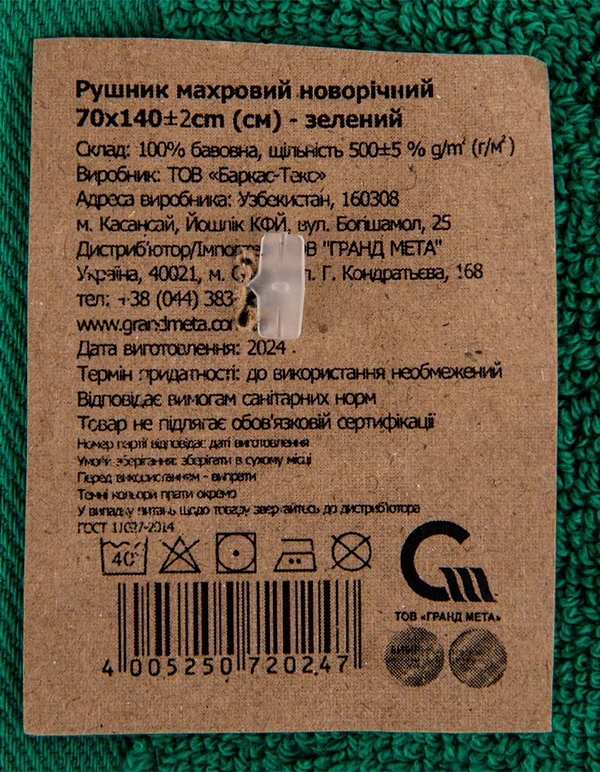 Рушник махровий новорічний
70х140±2cm (см) - зелений
Склад: 100% бавовна, щільність 500±5 % g/m² (г/м²)
Виробник: ТОВ «Баркас-Текс»
Адреса виробника: Узбекистан, 160308
м. Касансай, Йошлік КФЙ, вул. Богішамол, 25
Дистриб'ютор/Імпорте ОВ "ГРАНД МЕТА"
Україна, 40021, м. С л. Г. Кондратьєва, 168
тел: +38 (044) 383-
www.grandmeta.co
Дата виготовлення: 2024 .
Термін придатності: до використання необмежений
Відповідає вимогам санітарних норм
Товар не підлягає обов'язковій сертифікації
Номер партії відповідає даті виготовлення
Умови зберігання: зберігати в сухому місці
Перед використанням - випрати
Темні кольори прати окремо
У випадку питань щодо товару звертайтесь до дистриб'ютора
ГОСТ 11027-2014
40°
ТОВ «ГРАНД МЕТА»
4 005250 720247